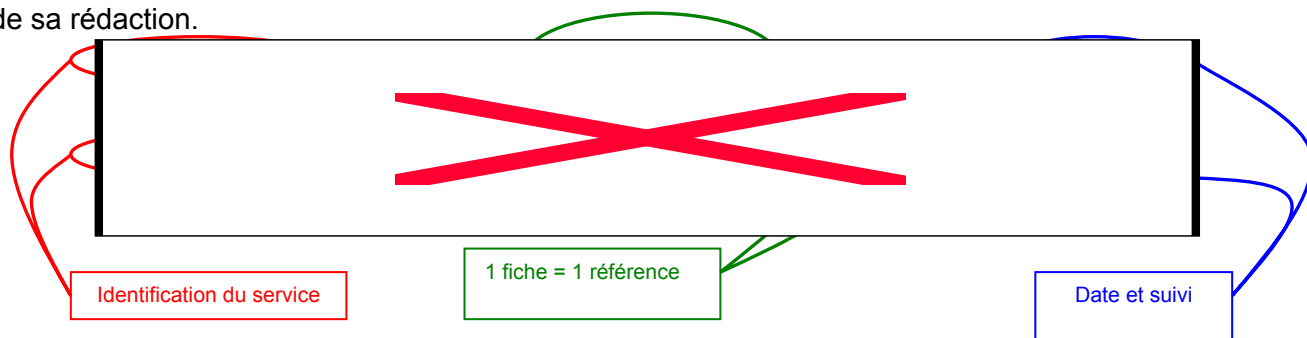 de sa rédaction.
1 fiche = 1 référence
Identification du service
Date et suivi